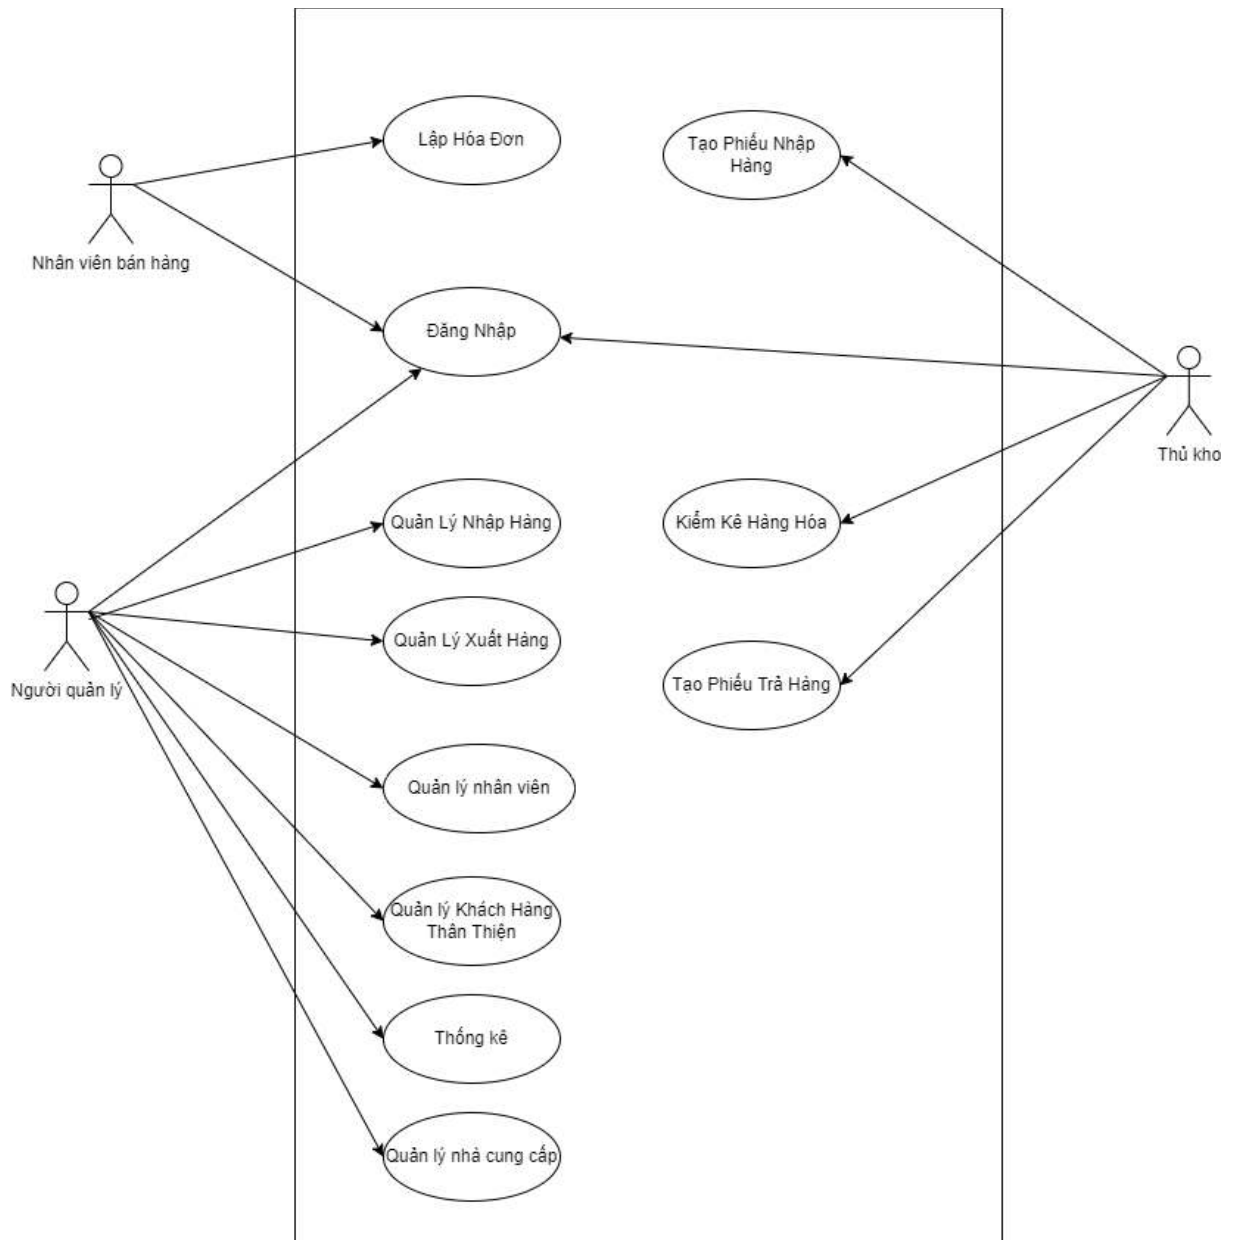 Lập Hóa Đơn
Tạo Phiếu Nhập
Hàng
Nhân viên bán hàng
Đăng Nhập
Thủ kho
Quản Lý Nhập Hàng
Kiểm Kê Hàng Hóa
Quản Lý Xuất Hàng
Người quản lý
Tạo Phiếu Trả Hàng
Quản lý nhân viên
Quản lý Khách Hàng
Thân Thiện
Thống kê
Quản lý nhà cung cấp